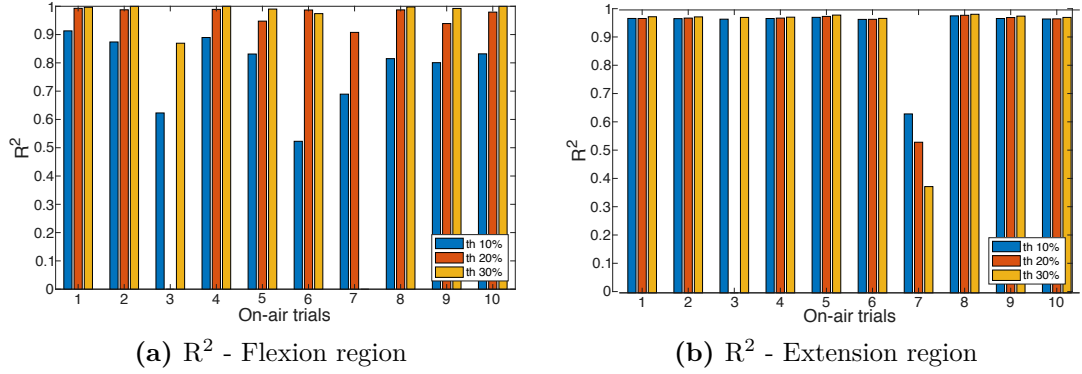 1
0.9
0.8
0.7
0.6
0.5
0.4
0.3
0.2
0.1
0
R²
1 2 3 4 5 6 7 8 9 10
On-air trials
th 10%
th 20%
th 30%
(a) R² - Flexion region
1
0.9
0.8
0.7
0.6
0.5
0.4
0.3
0.2
0.1
0
R²
1 2 3 4 5 6 7 8 9 10
On-air trials
th 10%
th 20%
th 30%
(b) R² - Extension region